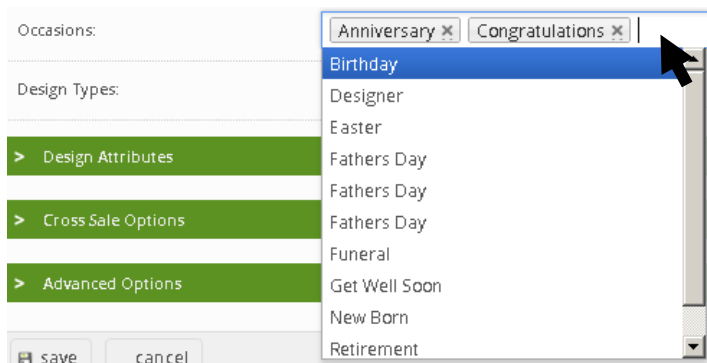 Occasions:
Anniversary Congratulations
Birthday
Designer
Design Types:
Easter
Fathers Day
> Design Attributes
Fathers Day
> Cross Sale Options
Fathers Day
Funeral
> Advanced Options
Get Well Soon
New Born
Retirement
save cancel